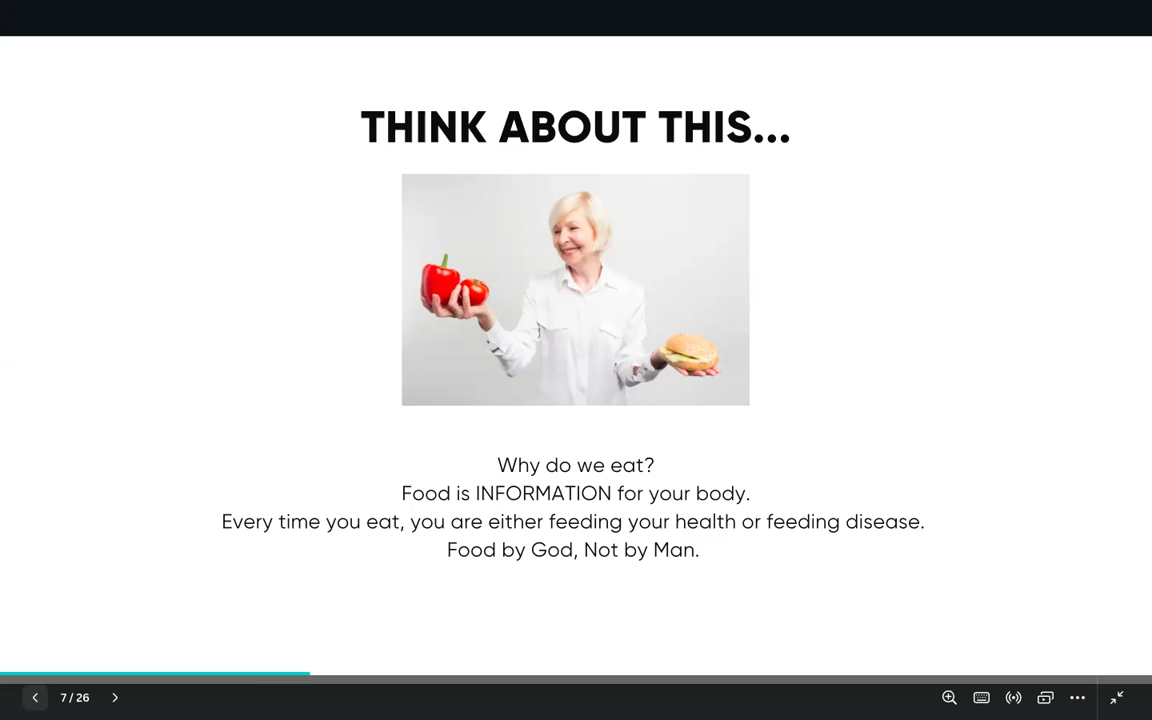 THINK ABOUT THIS...
Why do we eat?
Food is INFORMATION for your body.
Every time you eat, you are either feeding your health or feeding disease.
Food by God, Not by Man.
7 / 26